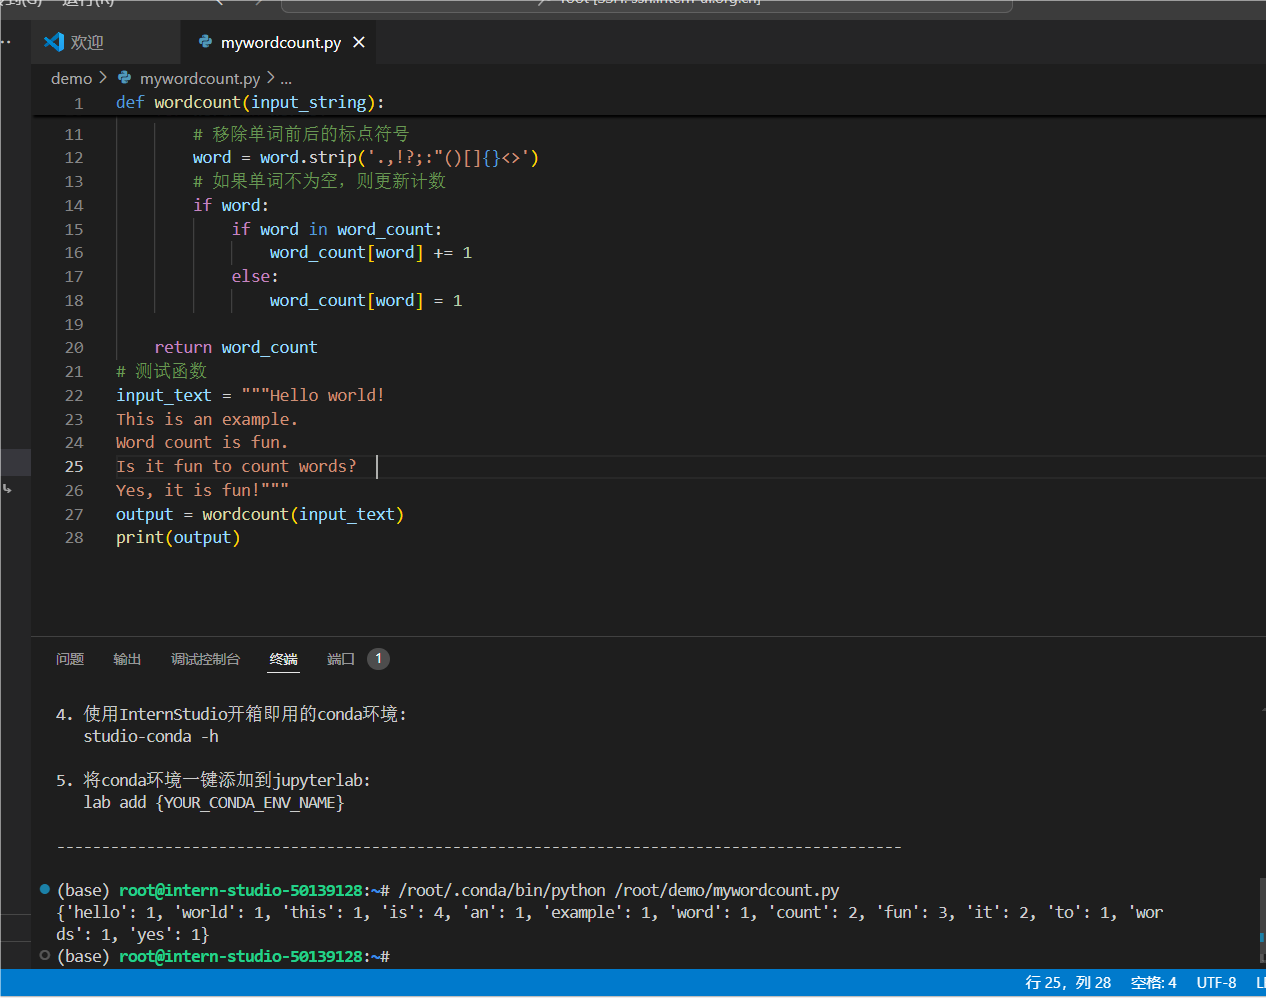 欢迎
mywordcount.py
demo > mywordcount.py > ...
1 def wordcount(input_string):
11 # 移除单词前后的标点符号
12 word = word.strip('.,!?;:"()[]{}<>')
13 # 如果单词不为空，则更新计数
14 if word:
15 if word in word_count:
16 word_count[word] += 1
17 else:
18 word_count[word] = 1
19
20 return word_count
21 # 测试函数
22 input_text = """Hello world!
23 This is an example.
24 Word count is fun.
25 Is it fun to count words?
26 Yes, it is fun!"""
27 output = wordcount(input_text)
28 print(output)
问题 输出 调试控制台 终端 端口 1
4. 使用InternStudio开箱即用的conda环境:
studio-conda -h
5. 将conda环境一键添加到jupyterlab:
lab add {YOUR_CONDA_ENV_NAME}
----------------------------------------------------------------------------------------------
(base) root@intern-studio-50139128:~# /root/.conda/bin/python /root/demo/mywordcount.py
{'hello': 1, 'world': 1, 'this': 1, 'is': 4, 'an': 1, 'example': 1, 'word': 1, 'count': 2, 'fun': 3, 'it': 2, 'to': 1, 'wor
ds': 1, 'yes': 1}
(base) root@intern-studio-50139128:~#
行 25，列 28 空格: 4 UTF-8